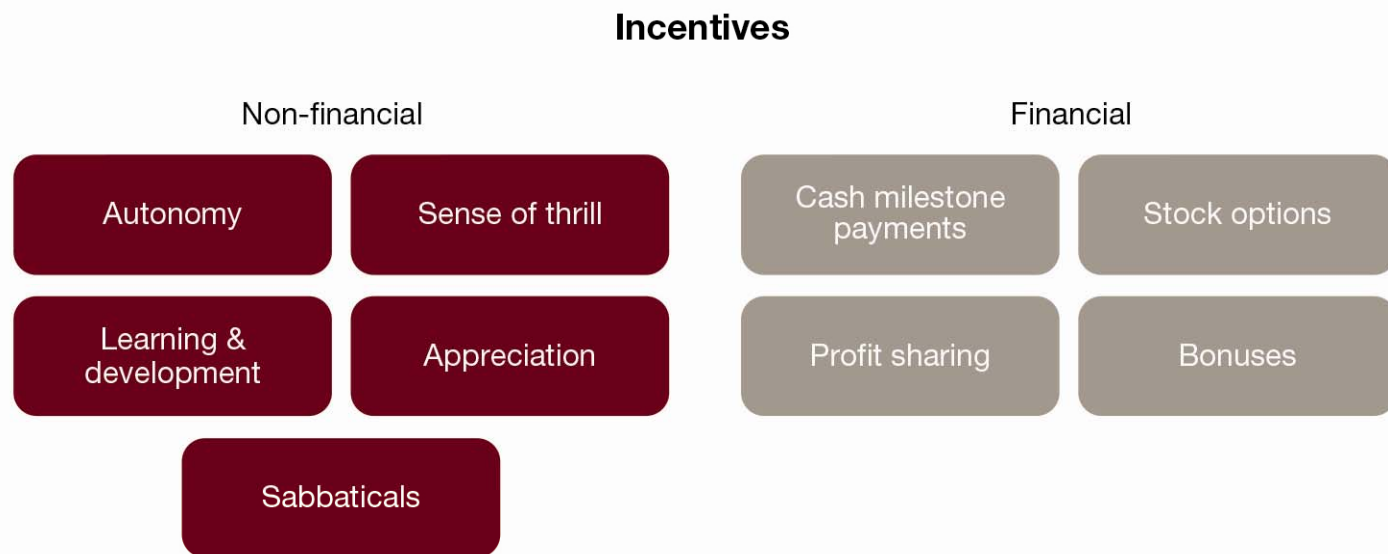 Incentives
Non-financial
Financial
Autonomy
Sense of thrill
Cash milestone
payments
Stock options
Learning &
development
Appreciation
Profit sharing
Bonuses
Sabbaticals